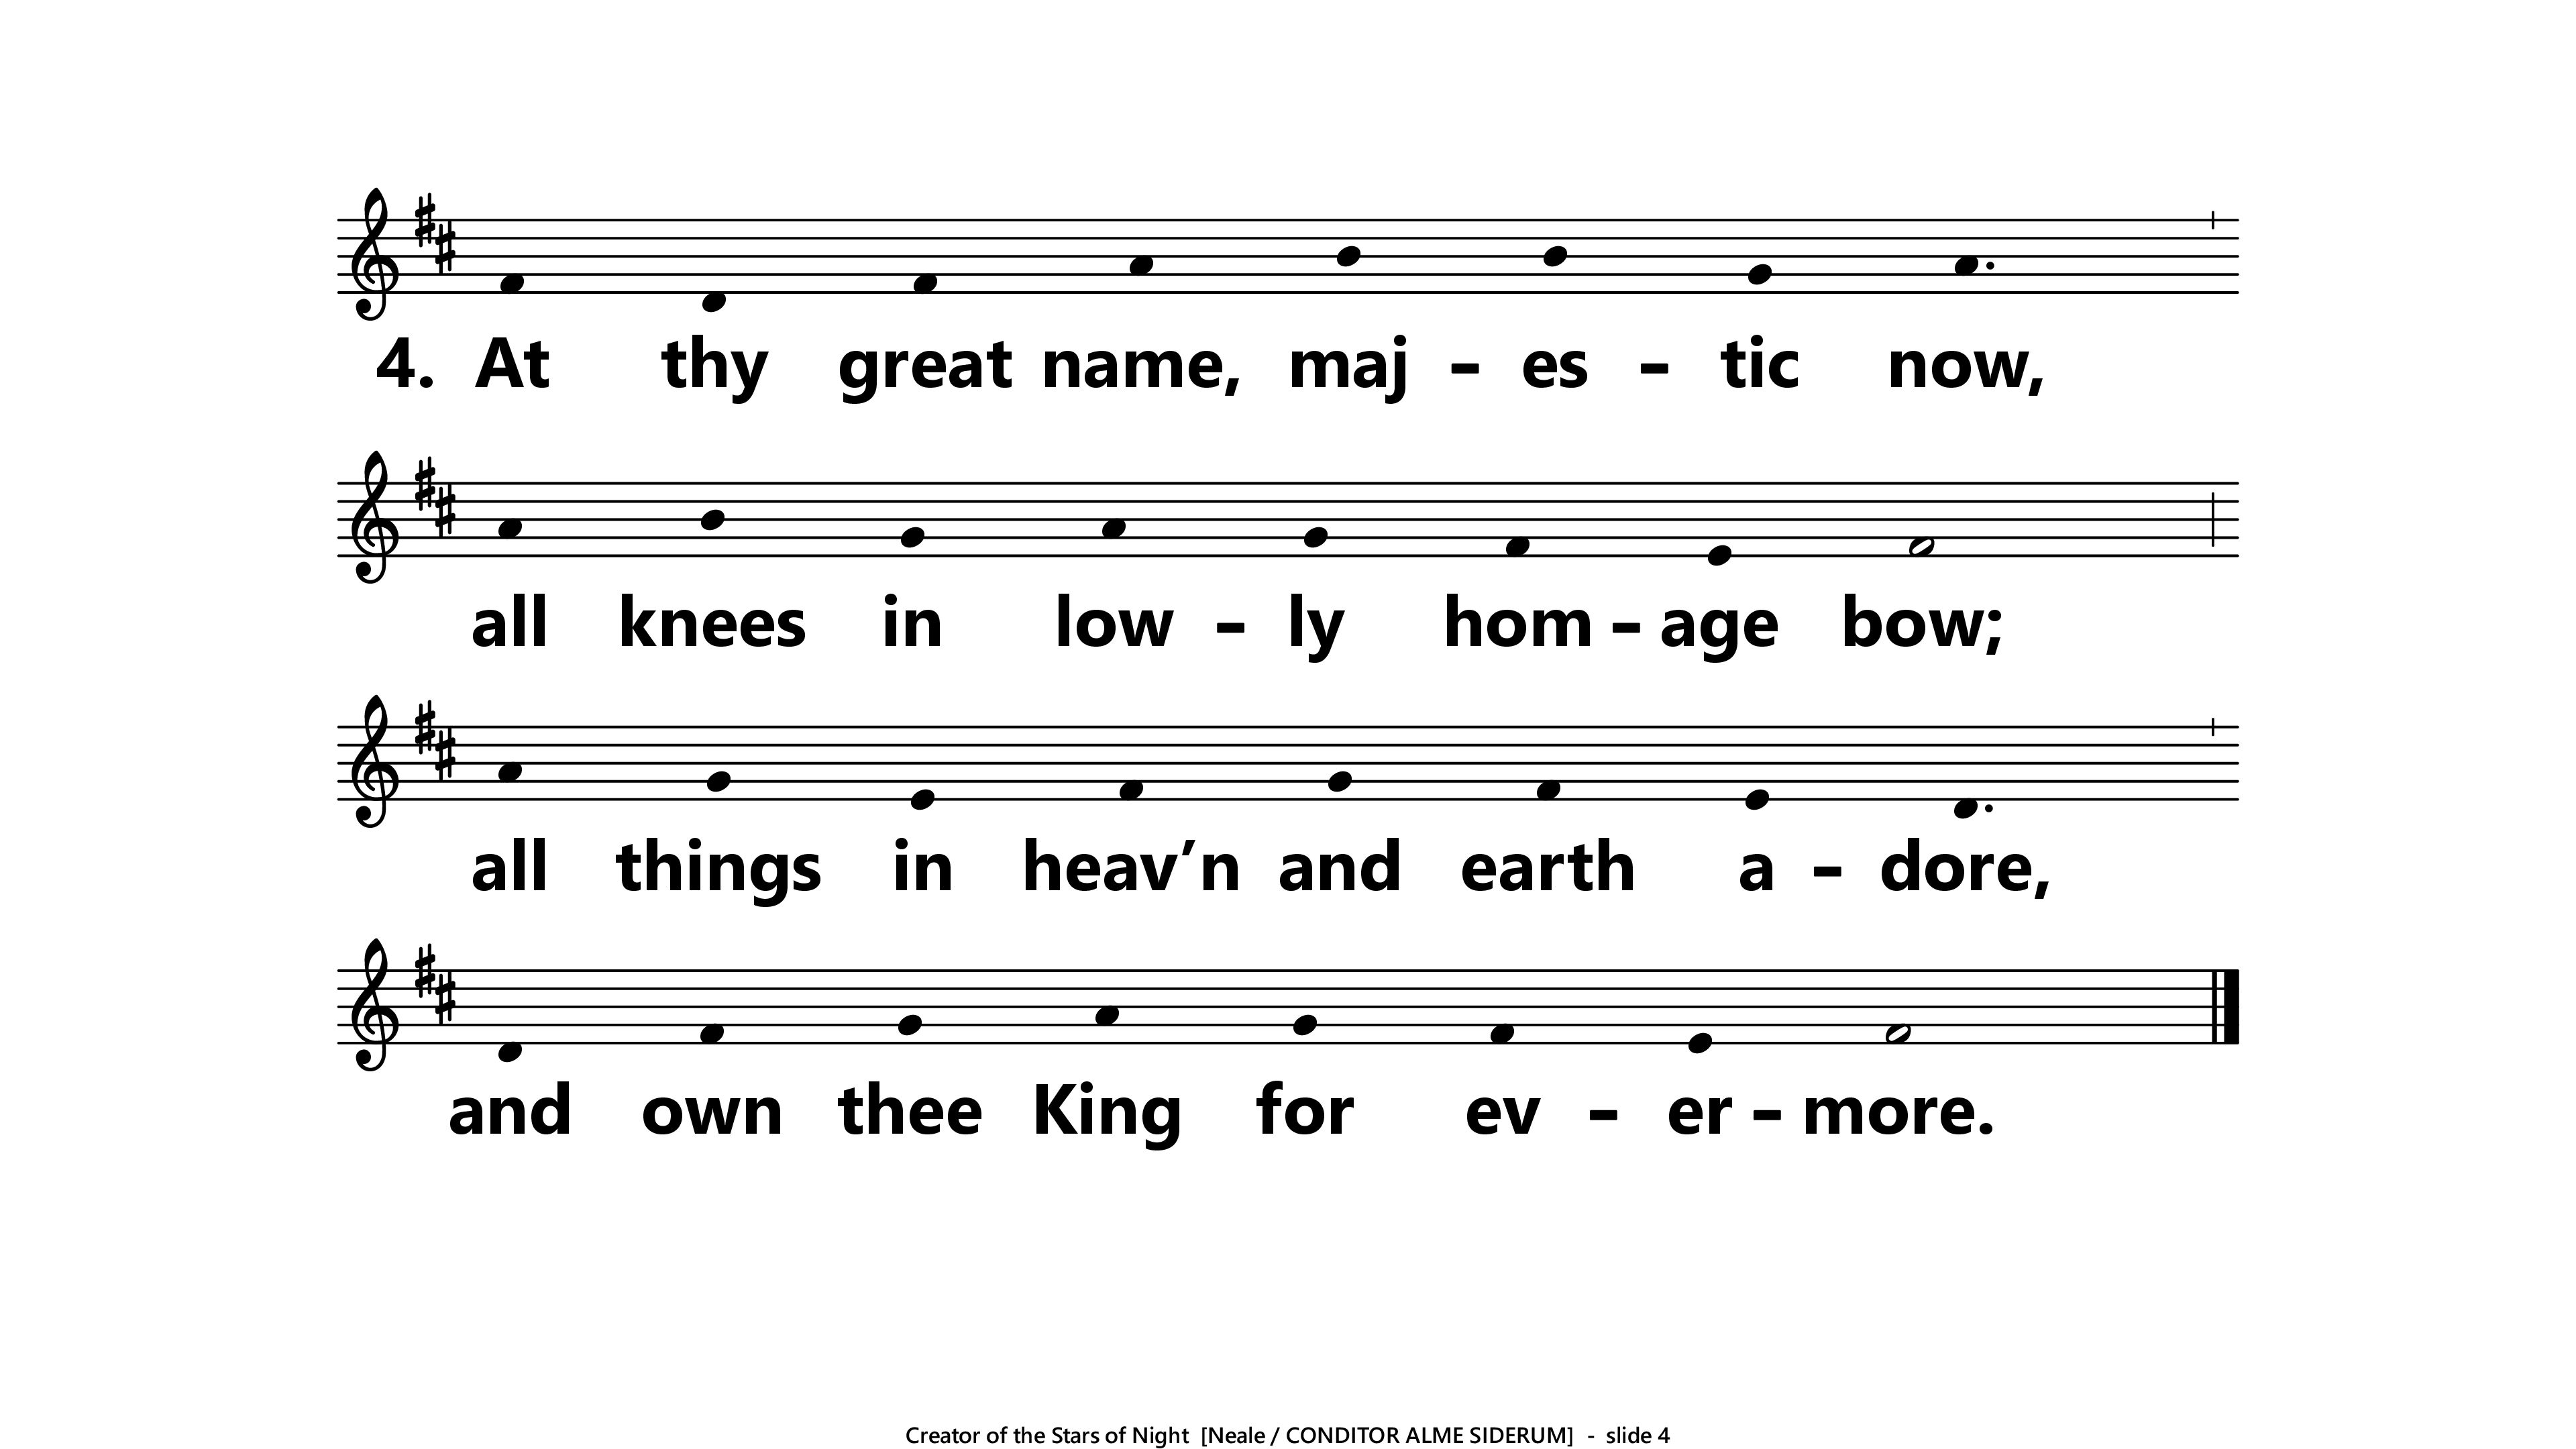 4. At thy great name, maj - es - tic now,
all knees in low - ly hom - age bow;
all things in heav’n and earth a - dore,
and own thee King for ev - er - more.
Creator of the Stars of Night [Neale / CONDITOR ALME SIDERUM] - slide 4